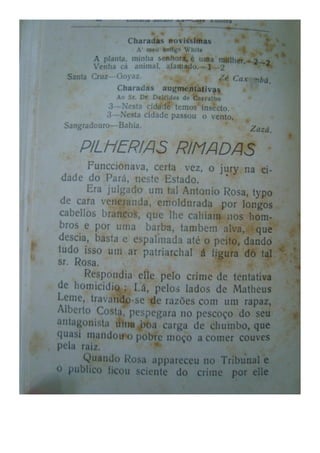 Charadas novissimas
A meu amigo White
A planta, minha senhora, é uma mulher.—2—2
Venha cá animal, afamado.—1—2
Santa Cruz—Goyaz.
Zé Caxambá.
Charadas augmentativas
Ao Sr. Dr. Deolcides de Carvalho
3—Nesta cidade temos insecto.
3—Nesta cidade passou o vento.
Sangradouro—Bahia.
Zazá.
PILHERIAS RIMADAS
Funccionava, certa vez, o jury na ci-
dade do Pará, neste Estado.
Era julgado um tal Antonio Rosa, typo
de cara veneranda, emoldurada por longos
cabellos brancos, que lhe cahiam nos hom-
bros e por uma barba, tambem alva, que
descia, basta e espalmada até o peito, dando
tudo isso um ar patriarchal á figura do tal
sr. Rosa.
Respondia elle pelo crime de tentativa
de homicidio: Lá, pelos lados de Matheus
Leme, travando-se de razões com um rapaz,
Alberto Costa, pespegara no pescoço do seu
antagonista uma boa carga de chumbo, que
quasi mandou o pobre moço a comer couves
pela raiz.
Quando Rosa appareceu no Tribunal e
o publico ficou sciente do crime por elle